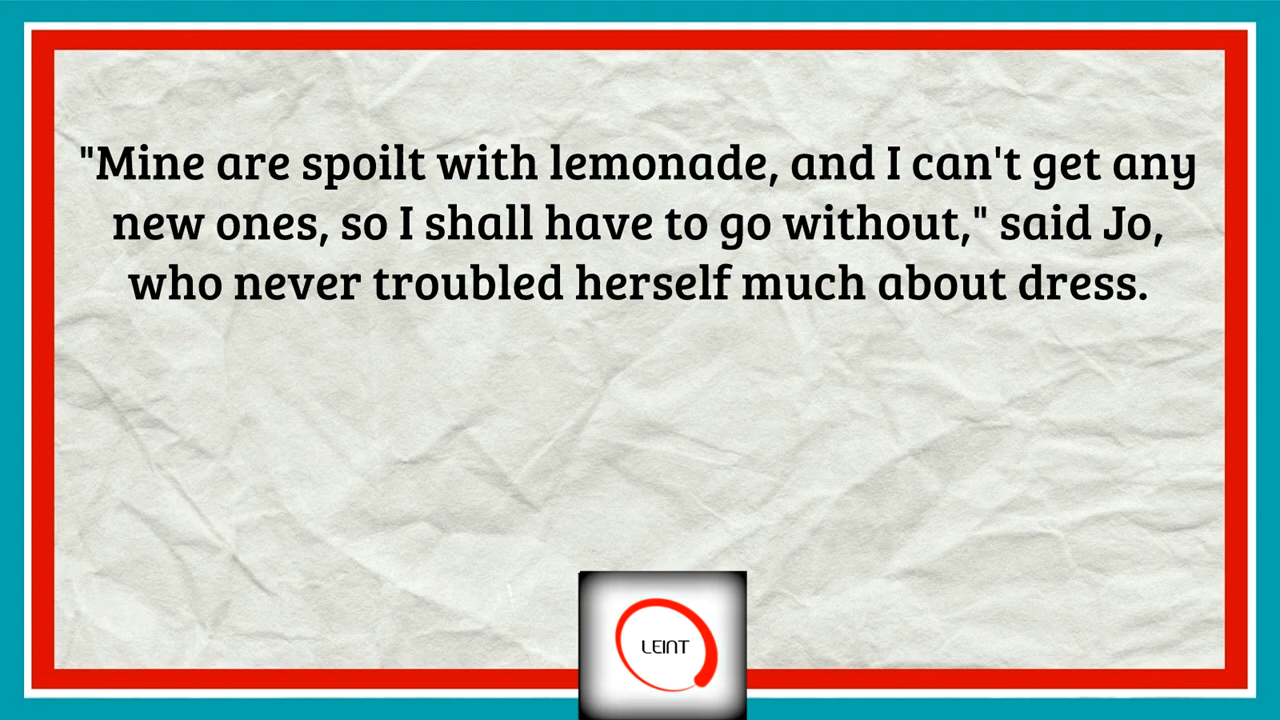 "Mine are spoilt with lemonade, and I can't get any
new ones, so I shall have to go without," said Jo,
who never troubled herself much about dress.
LEINT